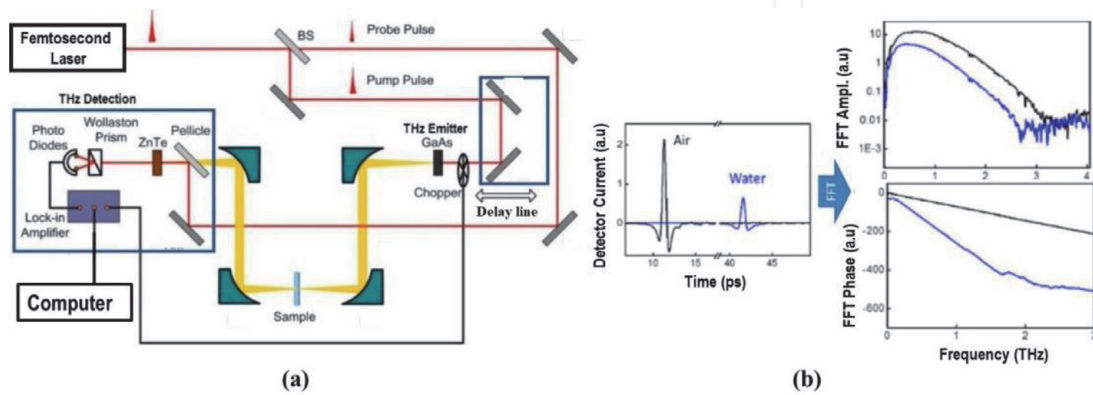 Femtosecond
Laser
BS
Probe Pulse
Pump Pulse
THz Detection
Photo
Diodes
Wollaston
Prism
ZnTe
Pellicle
THz Emitter
GaAs
Chopper
Delay line
Lock-in
Amplifier
Computer
Sample
(a)
Detector Current (a.u)
2
1
0
Air
Water
10
15
40
45
Time (ps)
FFT
FFT Ampl. (a.u)
10
1
0.1
0.01
1E-3
0
1
2
3
4
FFT Phase (a.u)
0
-200
-400
-600
0
1
2
3
Frequency (THz)
(b)